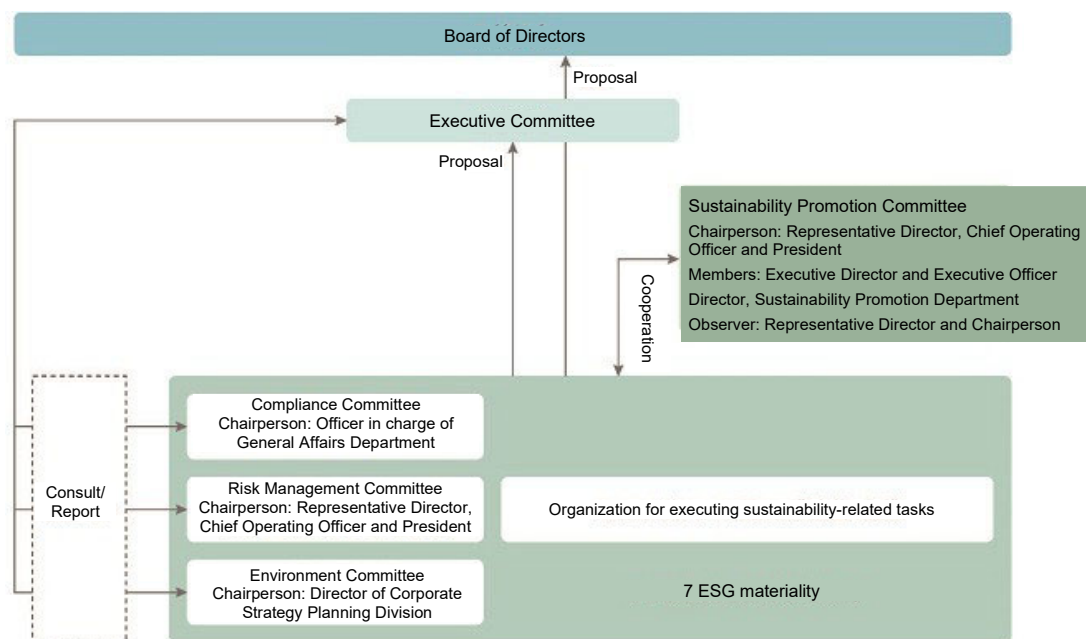 Board of Directors
Proposal
Executive Committee
Proposal
Sustainability Promotion Committee
Chairperson: Representative Director, Chief Operating
Officer and President
Members: Executive Director and Executive Officer
Director, Sustainability Promotion Department
Observer: Representative Director and Chairperson
Cooperation
Consult/
Report
Compliance Committee
Chairperson: Officer in charge of
General Affairs Department
Risk Management Committee
Chairperson: Representative Director,
Chief Operating Officer and President
Organization for executing sustainability-related tasks
Environment Committee
Chairperson: Director of Corporate
Strategy Planning Division
7 ESG materiality